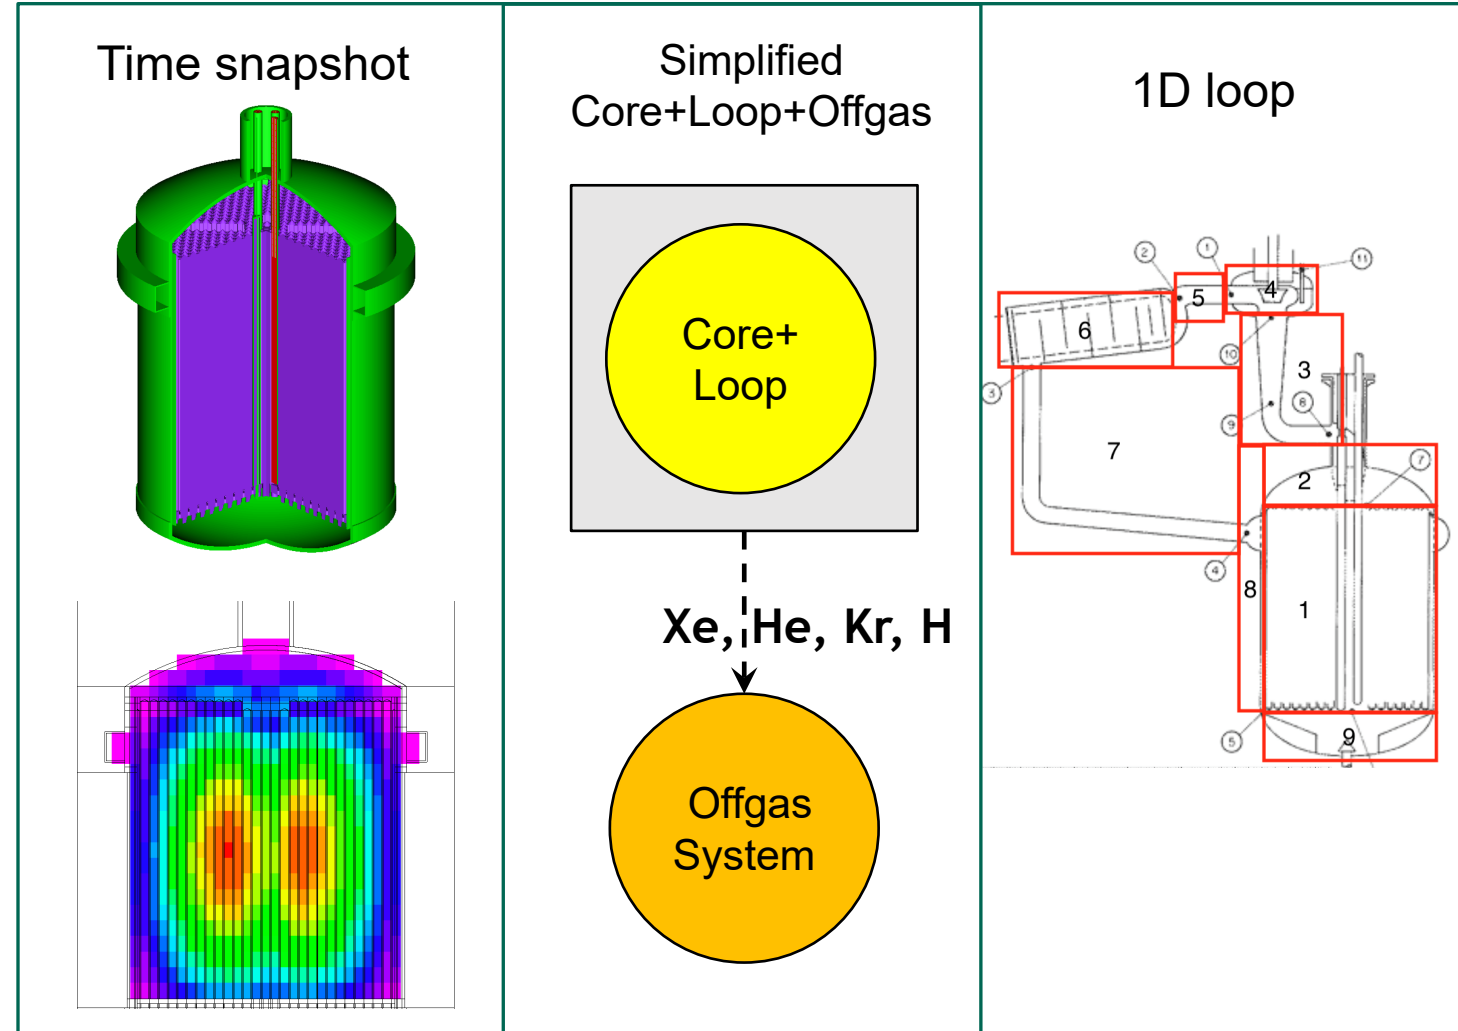 Time snapshot
Simplified
Core+Loop+Offgas
Core+
Loop
Xe, He, Kr, H
Offgas
System
1D loop
2
1
11
5
4
6
10
3
3
8
9
7
2
7
4
8
1
5
9